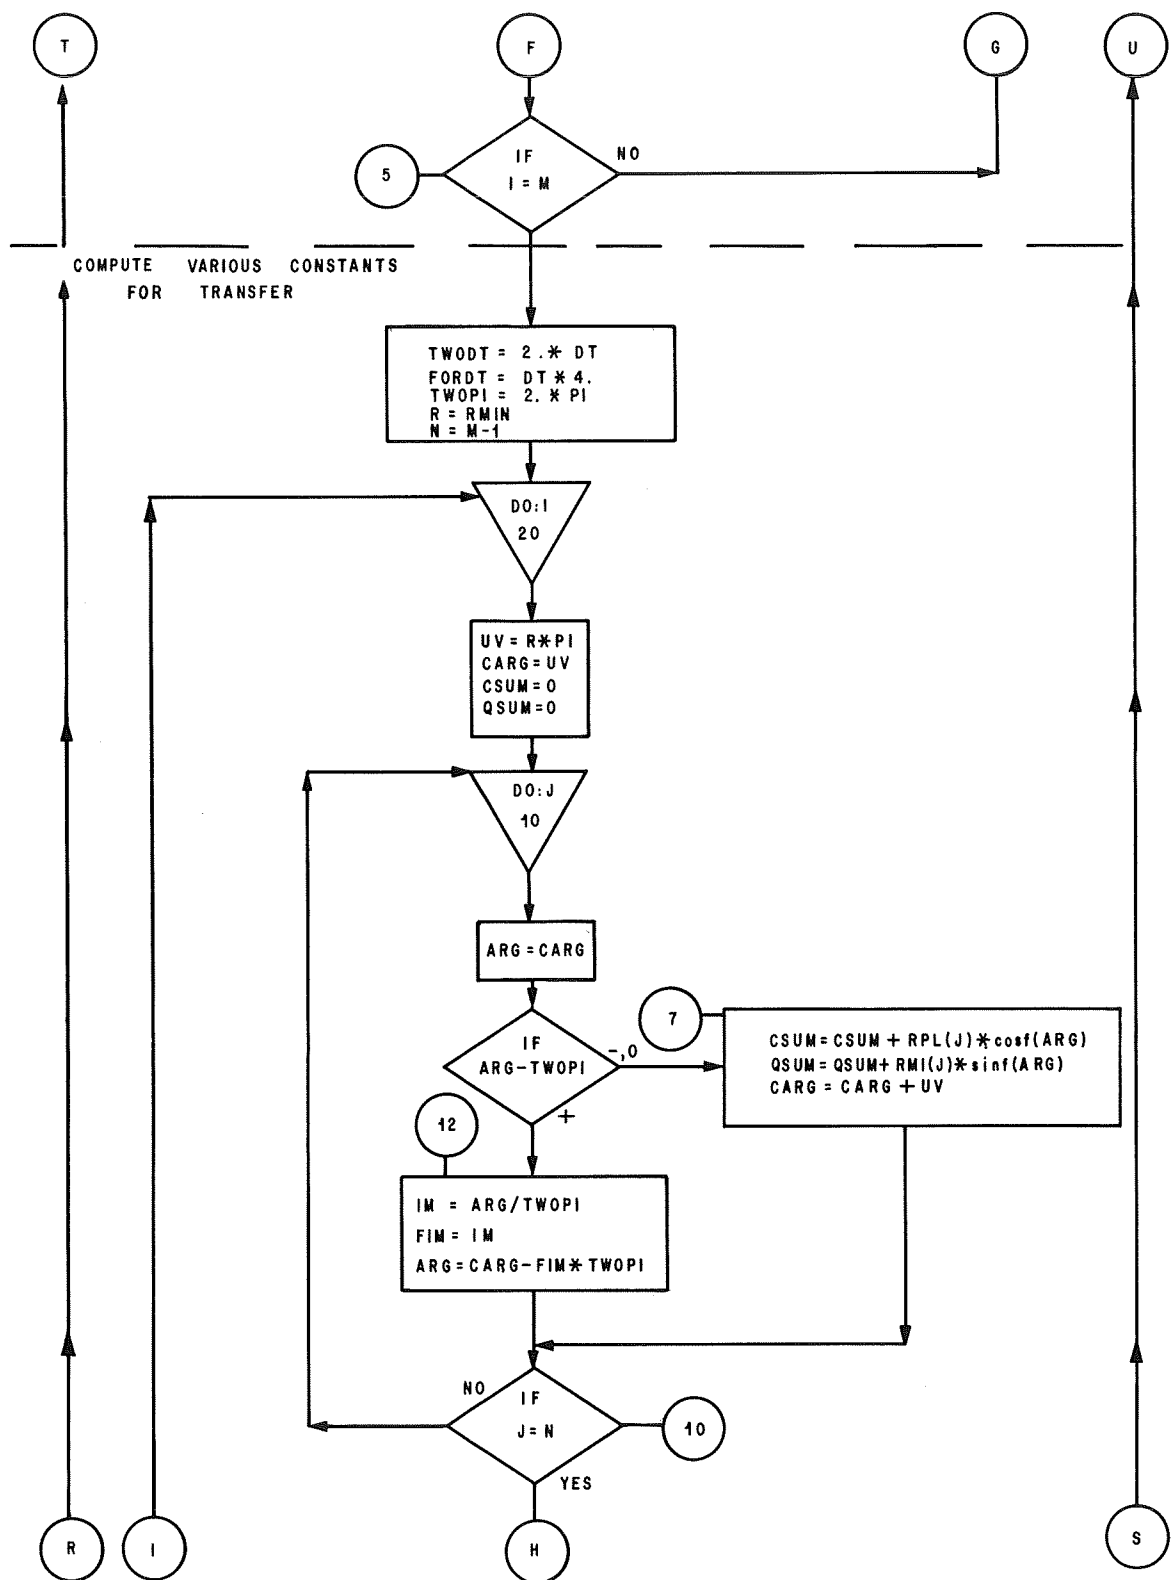 T
F
G
U
IF
I = M
NO
5
COMPUTE VARIOUS CONSTANTS
FOR TRANSFER
TWODT = 2.* DT
FORDT = DT*4.
TWOPI = 2.* PI
R = RMIN
N = M-1
DO:I
20
UV=R*PI
CARG=UV
CSUM=0
QSUM=0
DO:J
10
ARG=CARG
IF
ARG-TWOPI
-,0
+
7
CSUM=CSUM + RPL(J)*cosf(ARG)
QSUM=QSUM+RMI(J)*sinf(ARG)
CARG=CARG+UV
12
IM = ARG/TWOPI
FIM=IM
ARG=CARG-FIM*TWOPI
NO
IF
J=N
10
YES
R
I
H
S